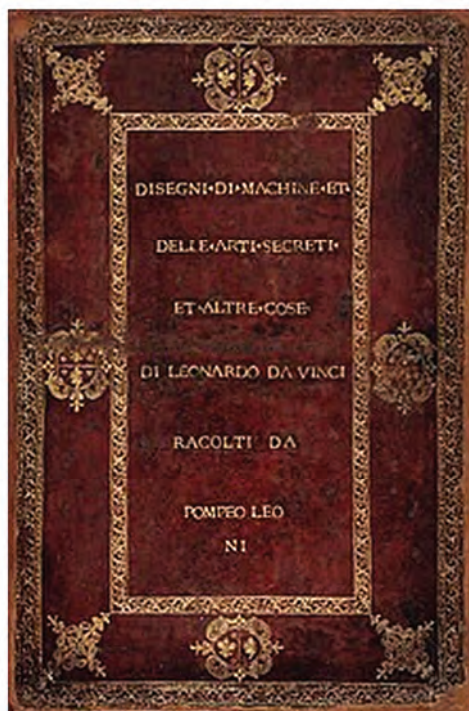 DISEGNI·DI·MACHINE·ET·
DELLE·ARTI·SECRETI·
ET·ALTRE·COSE·
DI LEONARDO DA VINCI
RACOLTI DA
POMPEO LEO
NI